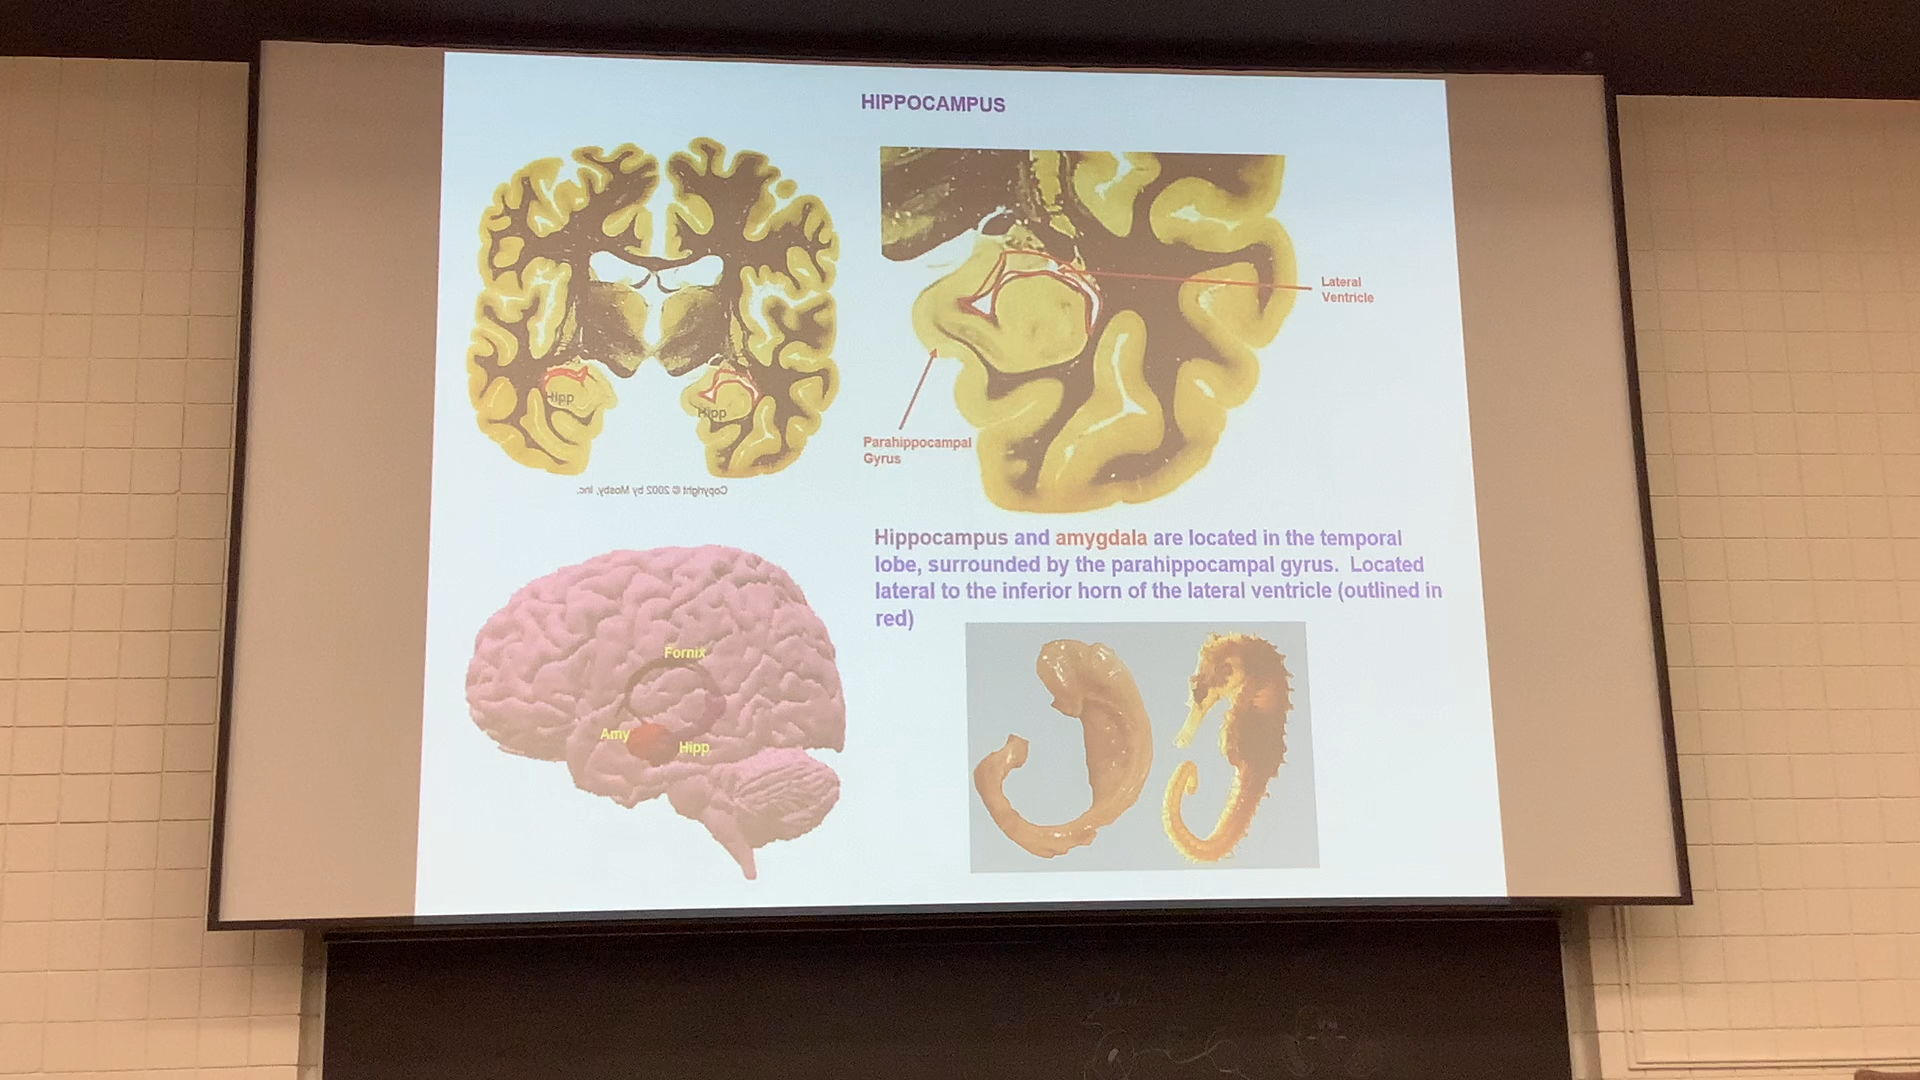 HIPPOCAMPUS
Hipp
Hipp
Copyright © 2002 by Mosby, Inc.
Lateral
Ventricle
Parahippocampal
Gyrus
Hippocampus and amygdala are located in the temporal
lobe, surrounded by the parahippocampal gyrus. Located
lateral to the inferior horn of the lateral ventricle (outlined in
red)
Fornix
Amy
Hipp